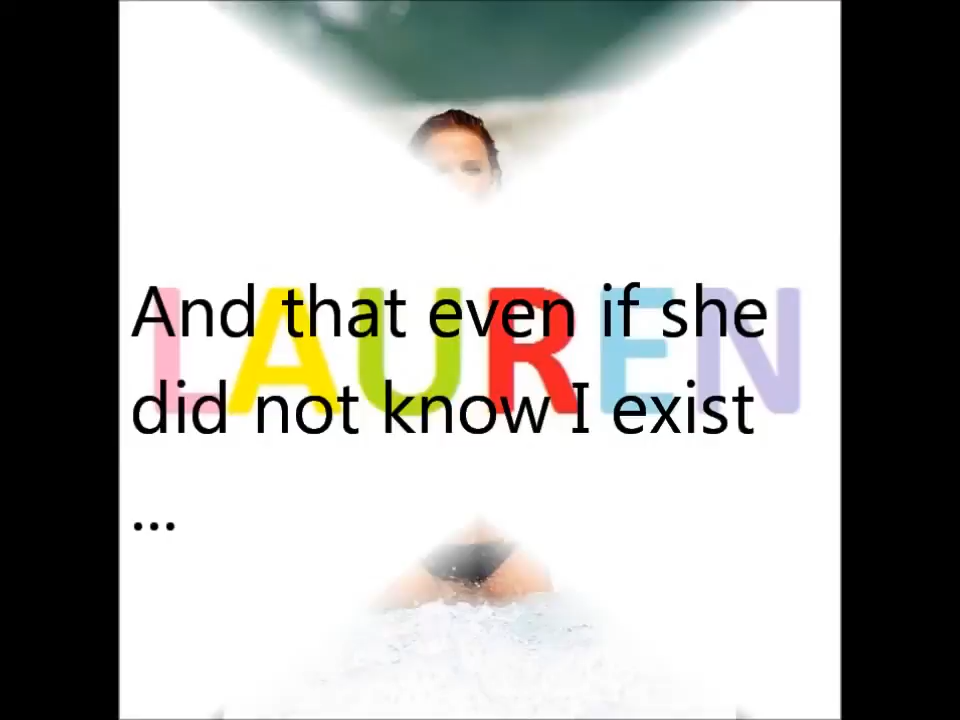 And that even if she
LAUREN
did not know I exist
...